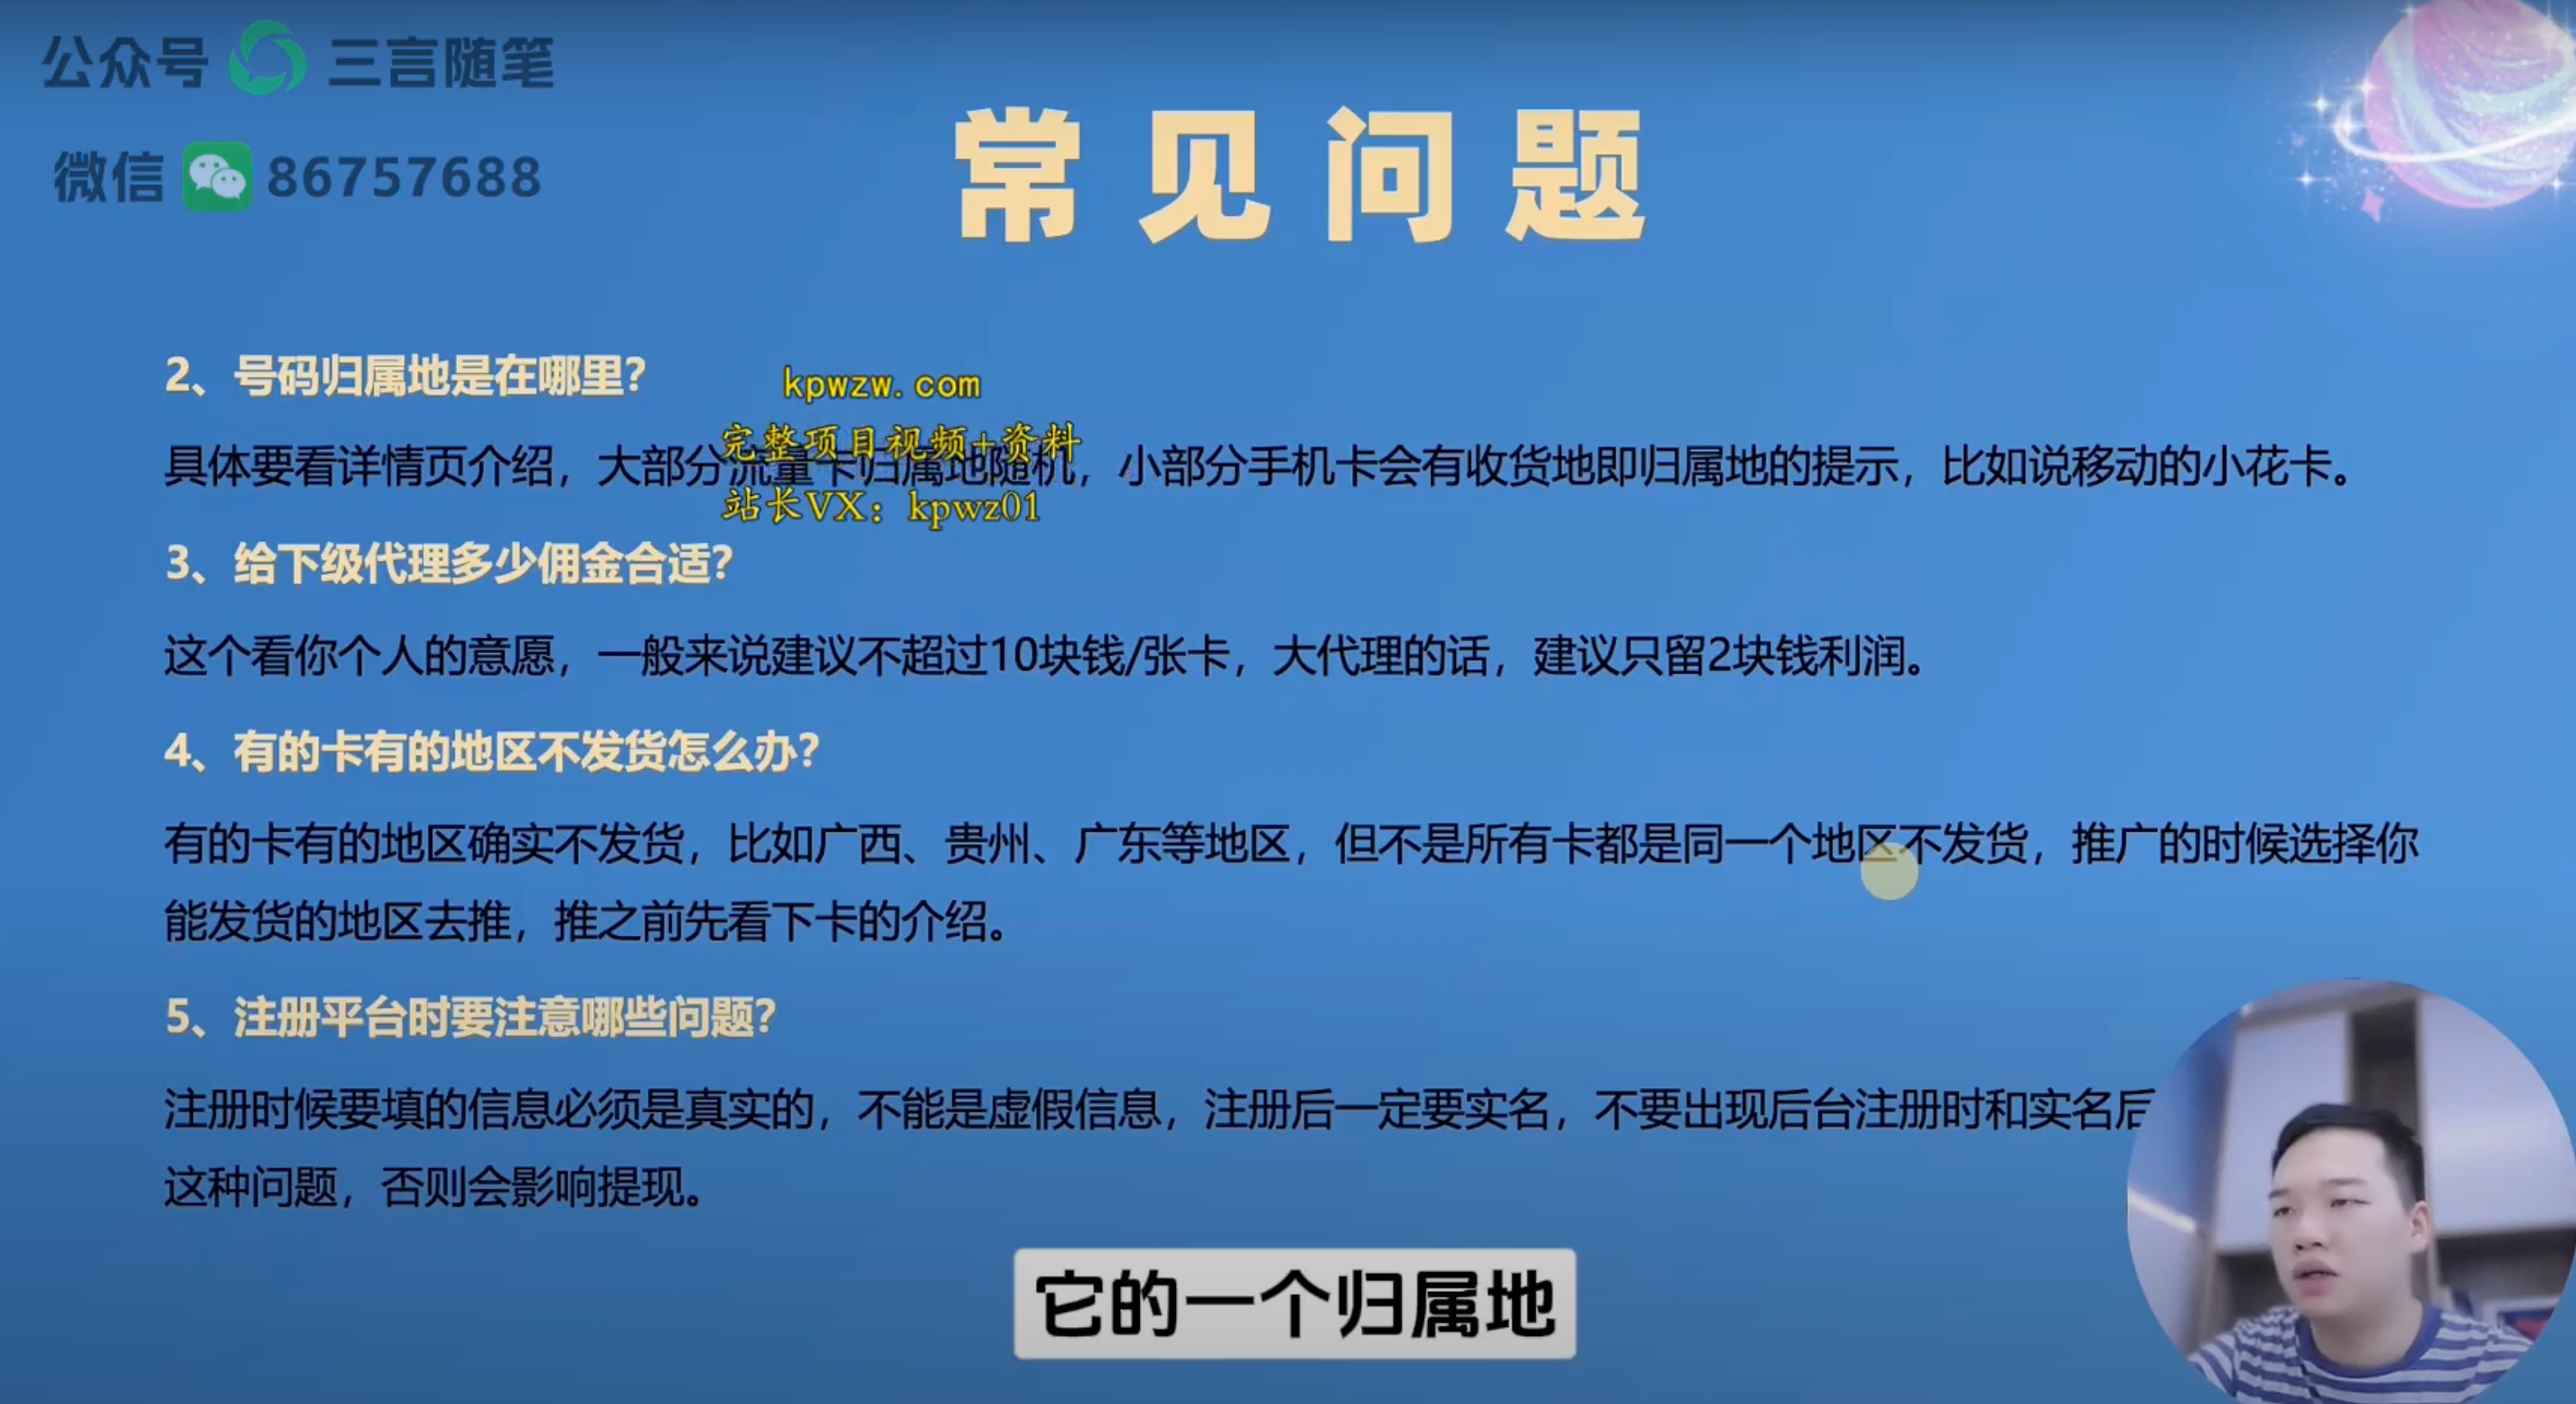 公众号 三言随笔
微信 86757688
常见问题
2、号码归属地是在哪里？
kpwzw.com
完整项目视频+资料
具体要看详情页介绍，大部分流量卡归属地随机，小部分手机卡会有收货地即归属地的提示，比如说移动的小花卡。
站长VX：kpwz01
3、给下级代理多少佣金合适？
这个看你个人的意愿，一般来说建议不超过10块钱/张卡，大代理的话，建议只留2块钱利润。
4、有的卡有的地区不发货怎么办？
有的卡有的地区确实不发货，比如广西、贵州、广东等地区，但不是所有卡都是同一个地区不发货，推广的时候选择你
能发货的地区去推，推之前先看下卡的介绍。
5、注册平台时要注意哪些问题？
注册时候要填的信息必须是真实的，不能是虚假信息，注册后一定要实名，不要出现后台注册时和实名后
这种问题，否则会影响提现。
它的一个归属地